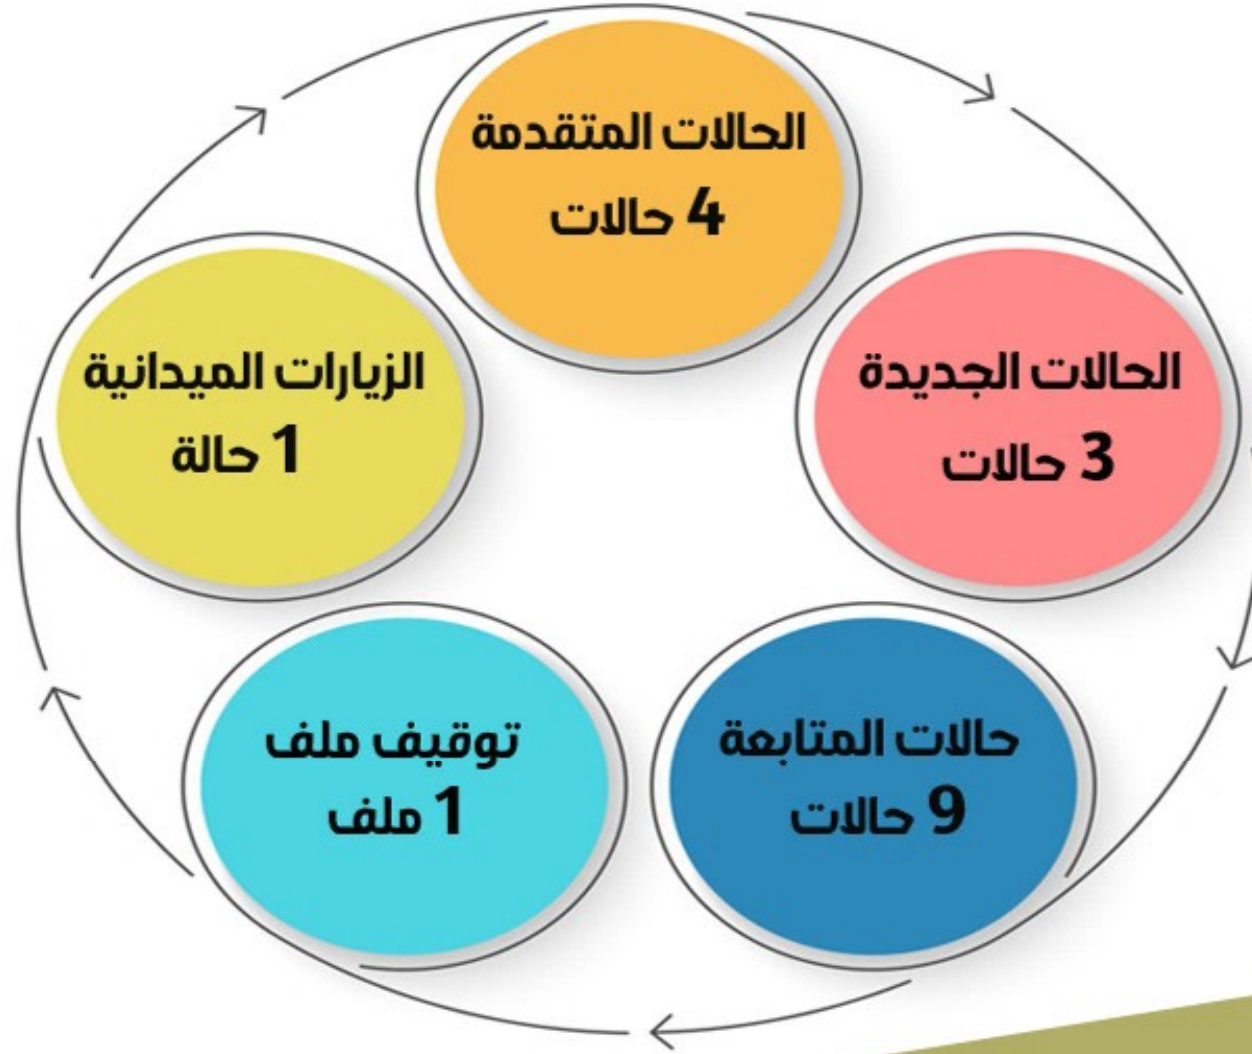 الحالات المتقدمة
4 حالات
الحالات الجديدة
3 حالات
حالات المتابعة
9 حالات
توقيف ملف
1 ملف
الزيارات الميدانية
1 حالة